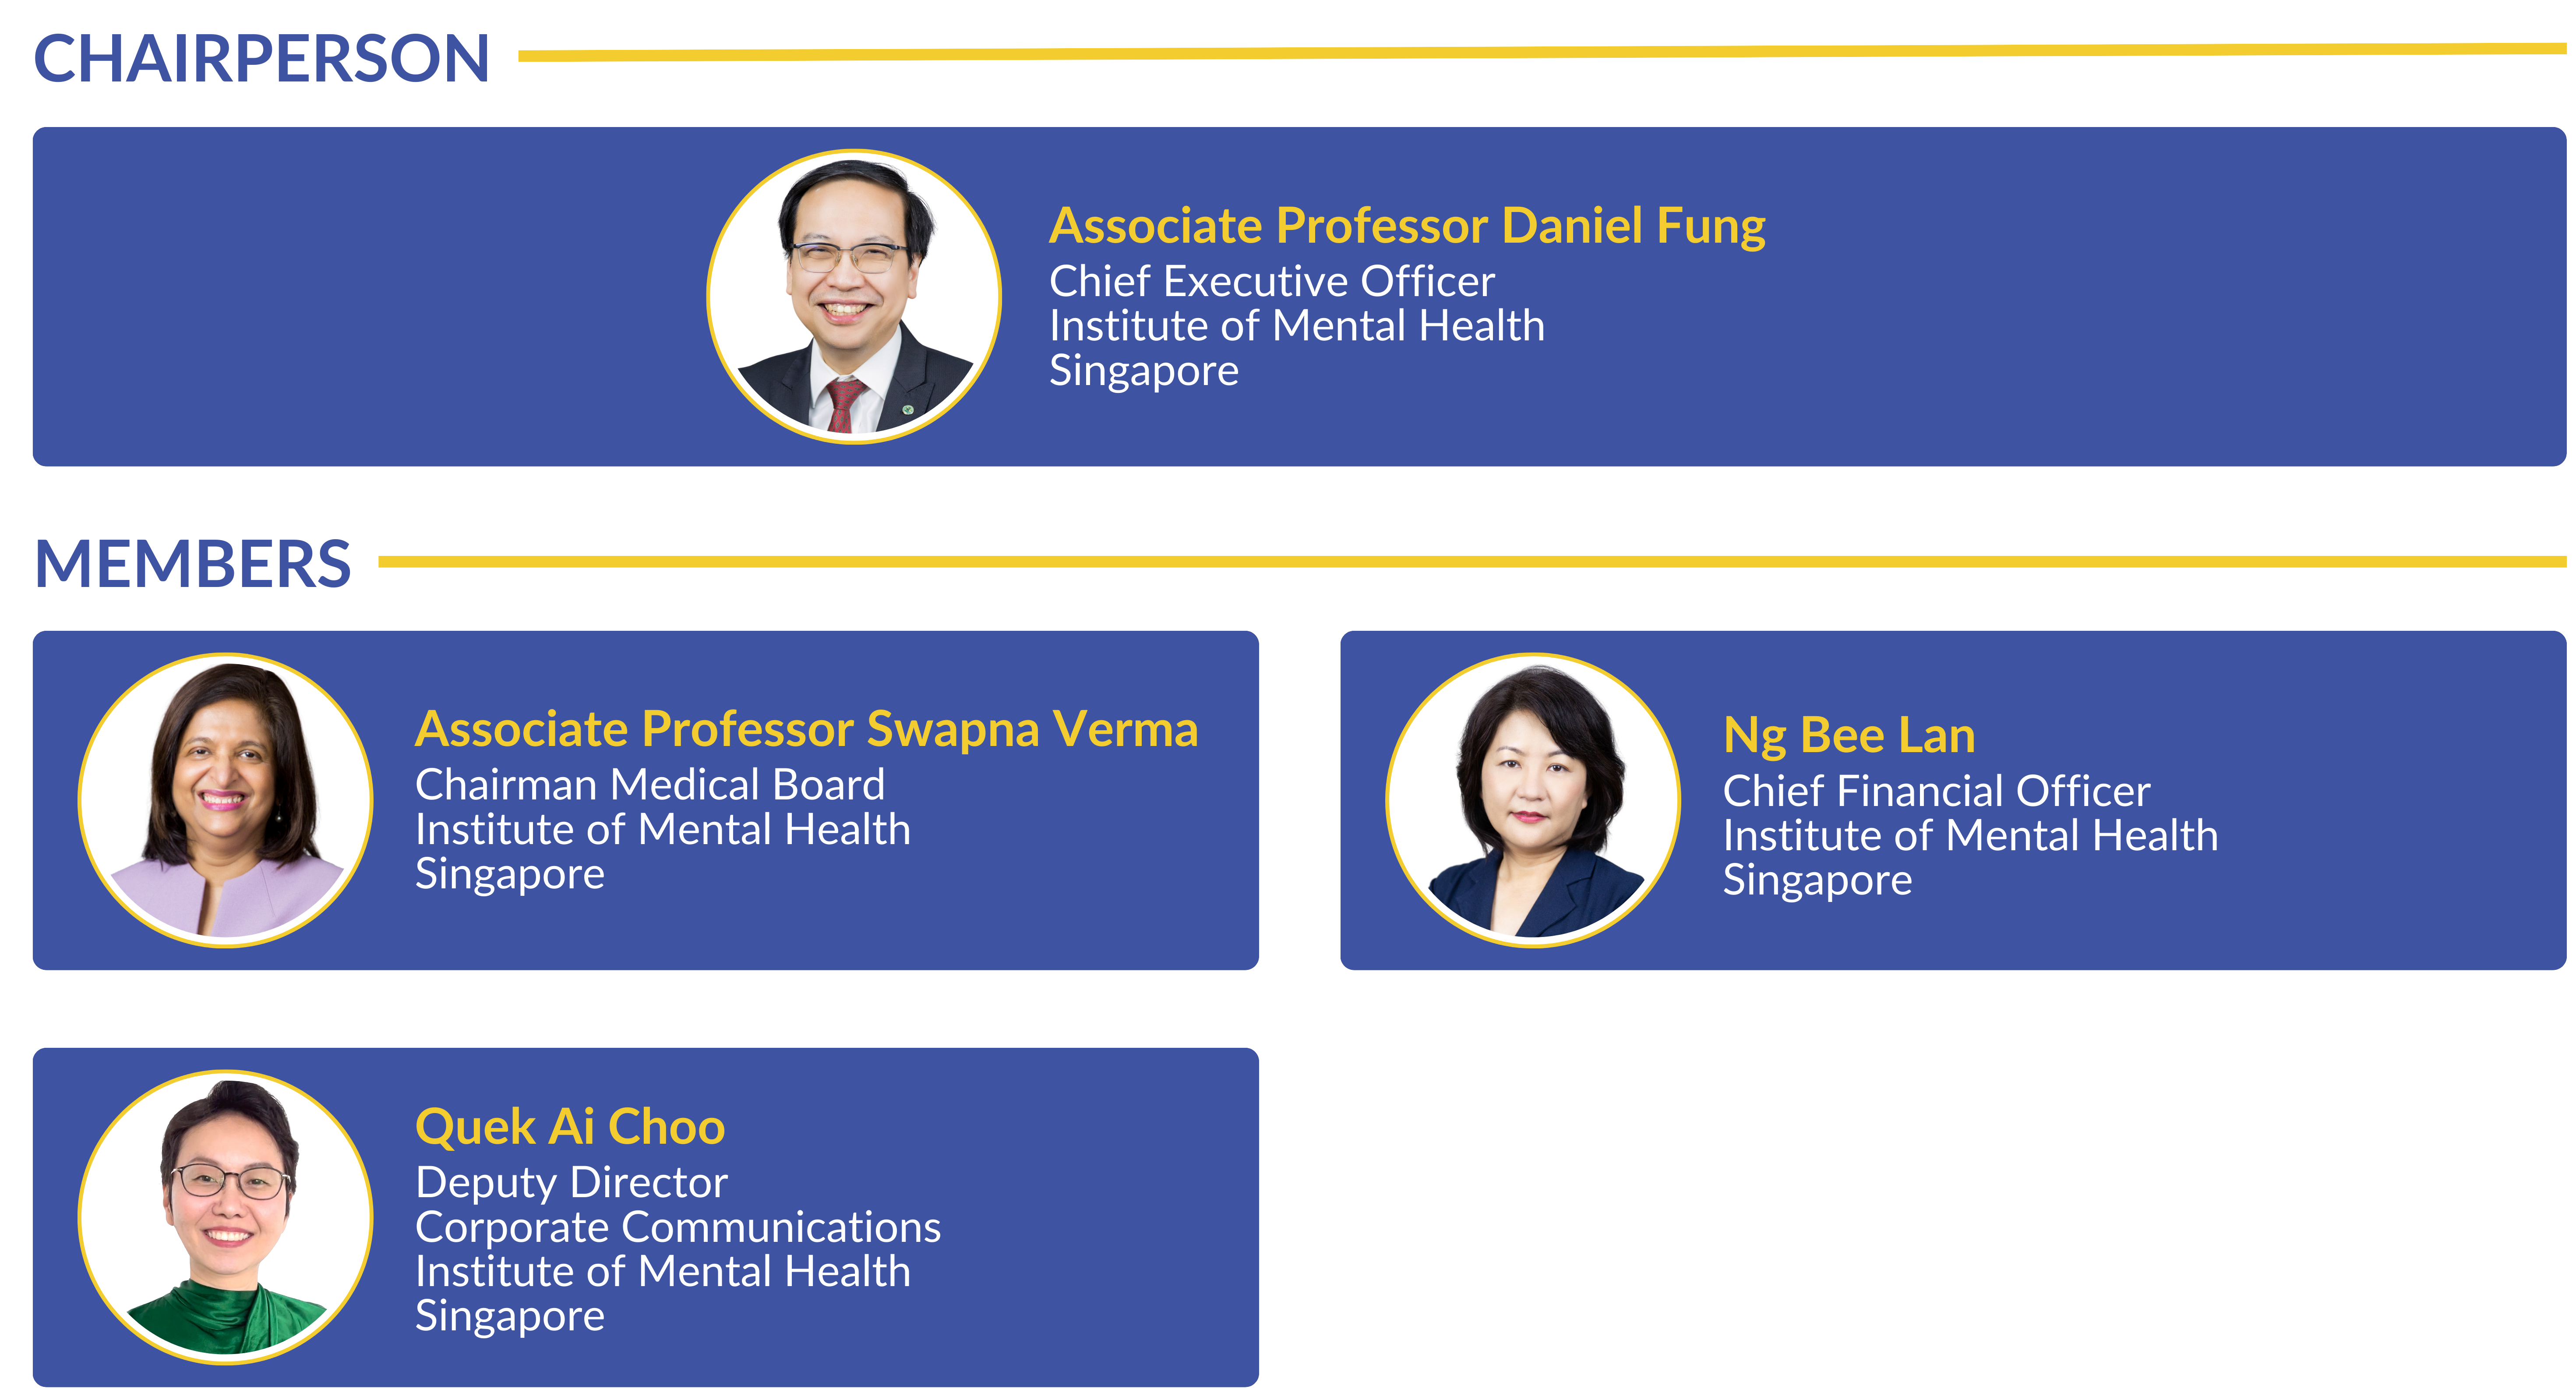 CHAIRPERSON
Associate Professor Daniel Fung
Chief Executive Officer
Institute of Mental Health
Singapore
MEMBERS
Associate Professor Swapna Verma
Chairman Medical Board
Institute of Mental Health
Singapore
Ng Bee Lan
Chief Financial Officer
Institute of Mental Health
Singapore
Quek Ai Choo
Deputy Director
Corporate Communications
Institute of Mental Health
Singapore